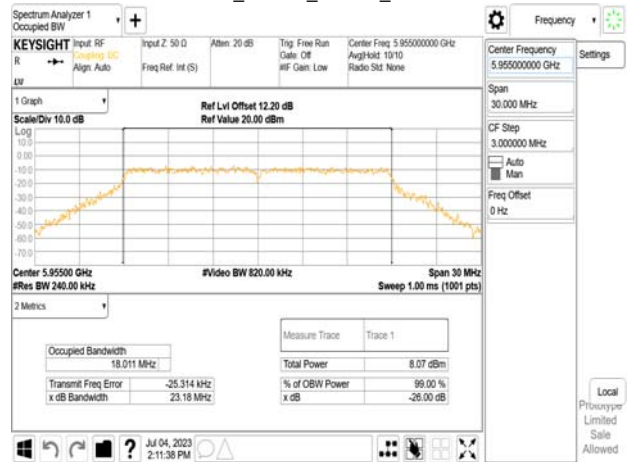 Spectrum Analyzer 1
Occupied BW
Frequency
KEYSIGHT
Input: RF
Coupling: DC
Align: Auto
Input Z: 50 Ω
Freq Ref: Int (S)
Atten: 20 dB
Trig: Free Run
Gate: Off
#IF Gain: Low
Center Freq: 5.955000000 GHz
Avg|Hold: 10/10
Radio Std: None
R
Center Frequency
5.955000000 GHz
Settings
Span
30.000 MHz
CF Step
3.000000 MHz
Auto
Man
Freq Offset
0 Hz
1 Graph
Scale/Div 10.0 dB
Ref Lvl Offset 12.20 dB
Ref Value 20.00 dBm
Log
10.0
0.00
-10.0
-20.0
-30.0
-40.0
-50.0
-60.0
-70.0
Center 5.95500 GHz
#Video BW 820.00 kHz
Span 30 MHz
#Res BW 240.00 kHz
Sweep 1.00 ms (1001 pts)
2 Metrics
Measure Trace
Trace 1
Occupied Bandwidth
18.011 MHz
Total Power
8.07 dBm
Transmit Freq Error
-25.314 kHz
% of OBW Power
99.00 %
x dB Bandwidth
23.18 MHz
x dB
-26.00 dB
Local
Prototype
Limited
Sale
Allowed
?
Jul 04, 2023
2:11:38 PM